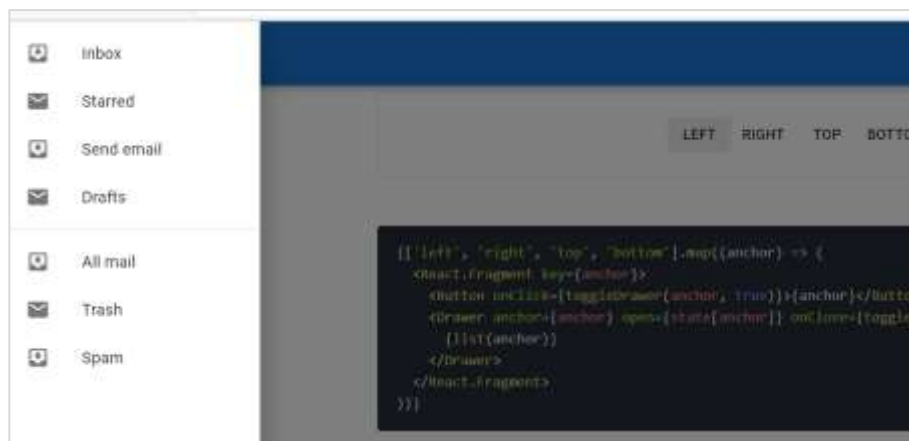 Inbox
Starred
Send email
Drafts
All mail
Trash
Spam
LEFT RIGHT TOP BOTTO
{['left', 'right', 'top', 'bottom'].map((anchor) => (
<React.Fragment key={anchor}>
<Button onClick={toggleDrawer(anchor, true)}>{anchor}</Butto
<Drawer anchor={anchor} open={state[anchor]} onClose={toggle
{list(anchor)}
</Drawer>
</React.Fragment>
))}